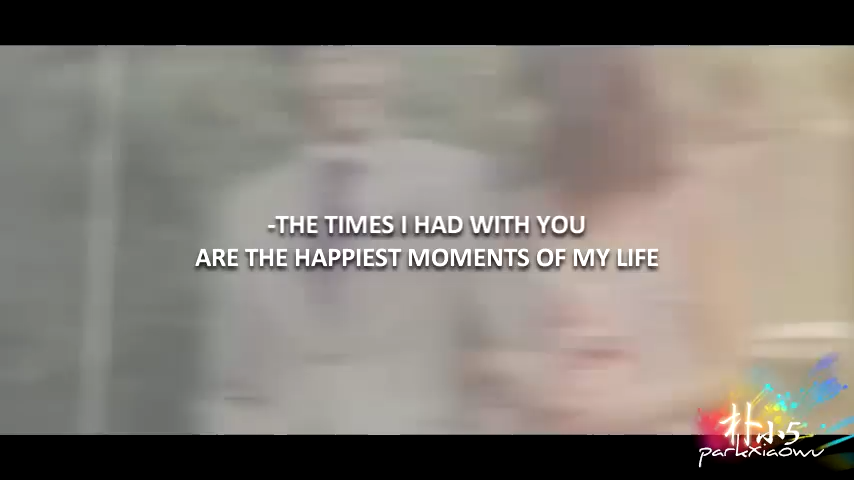 -THE TIMES I HAD WITH YOU
ARE THE HAPPIEST MOMENTS OF MY LIFE
朴小5
parkxiaowu